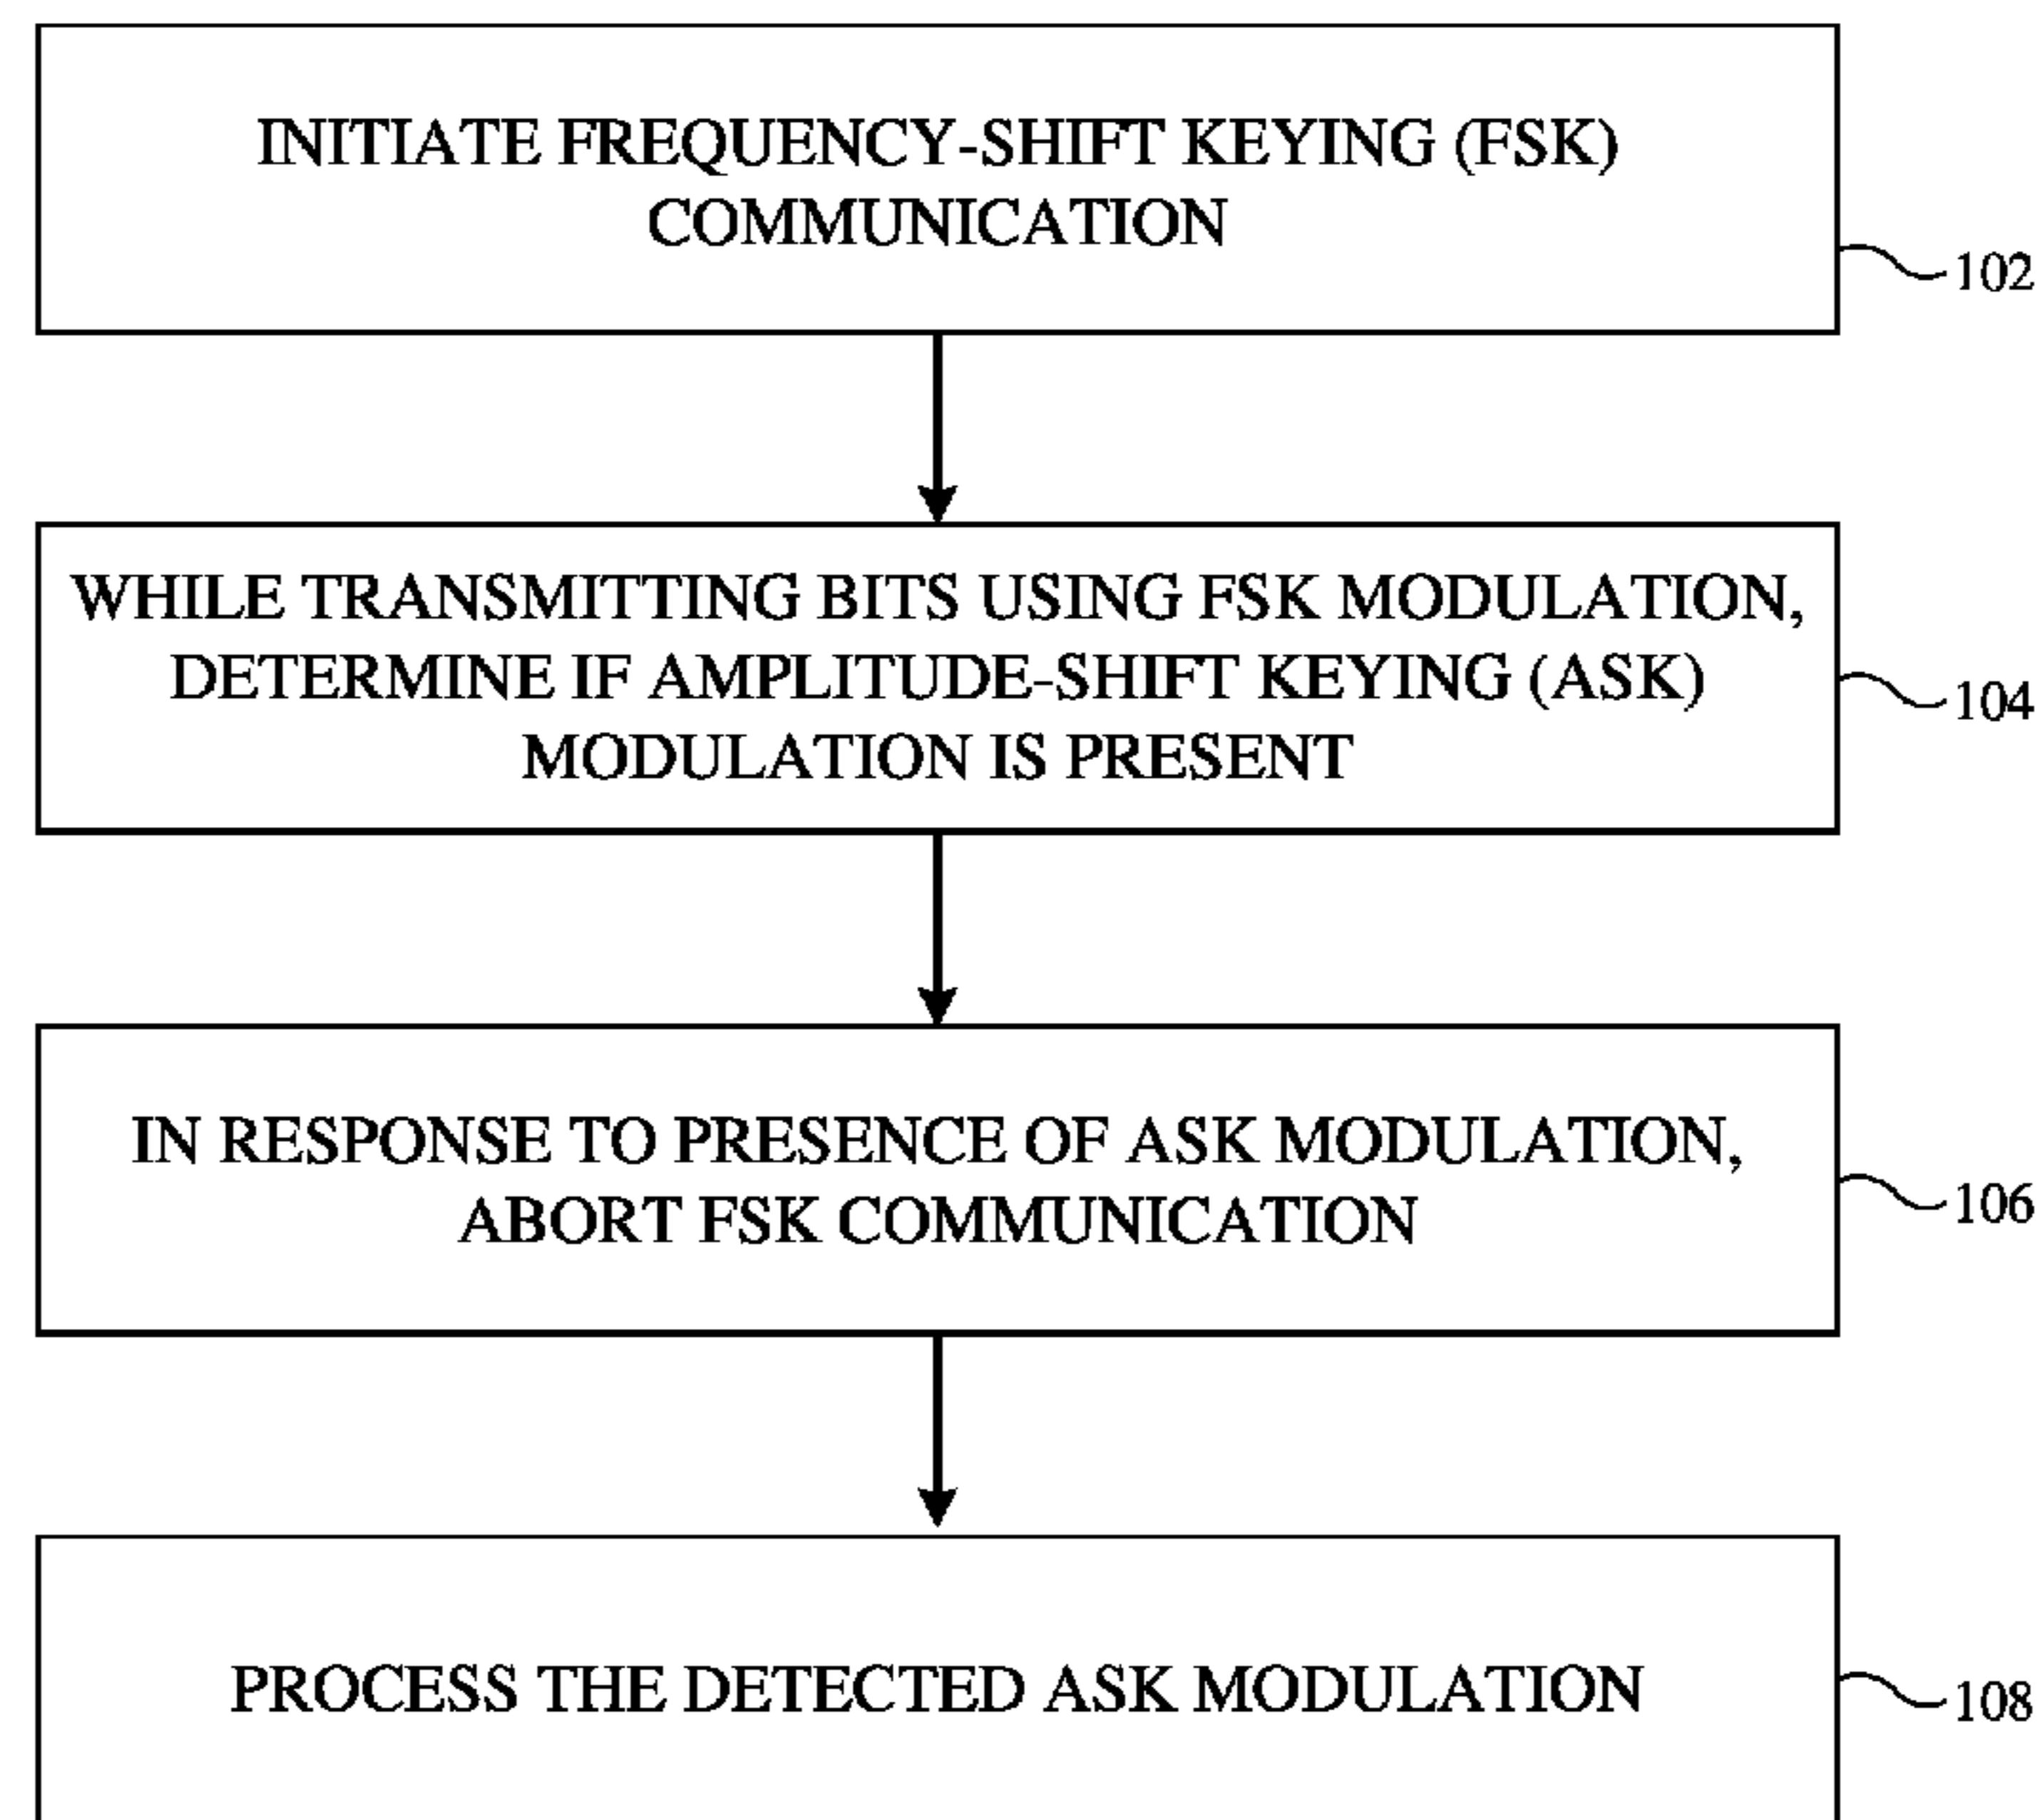 INITIATE FREQUENCY-SHIFT KEYING (FSK)
COMMUNICATION
102
WHILE TRANSMITTING BITS USING FSK MODULATION,
DETERMINE IF AMPLITUDE-SHIFT KEYING (ASK)
MODULATION IS PRESENT
104
IN RESPONSE TO PRESENCE OF ASK MODULATION,
ABORT FSK COMMUNICATION
106
PROCESS THE DETECTED ASK MODULATION
108